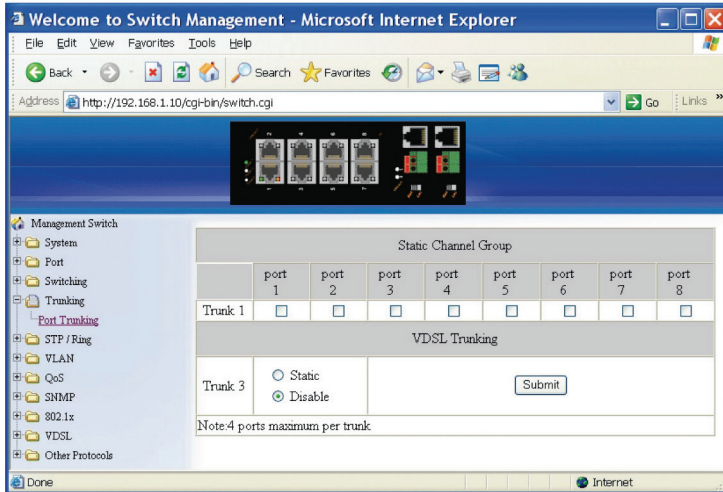 Welcome to Switch Management - Microsoft Internet Explorer
File Edit View Favorites Tools Help
Back Search Favorites
Address http://192.168.1.10/cgi-bin/switch.cgi Go Links »
Management Switch
System
Port
Switching
Trunking
Port Trunking
STP / Ring
VLAN
QoS
SNMP
802.1x
VDSL
Other Protocols
Static Channel Group
port 1 port 2 port 3 port 4 port 5 port 6 port 7 port 8
Trunk 1
VDSL Trunking
Trunk 3 Static Submit
Disable
Note:4 ports maximum per trunk
Done Internet